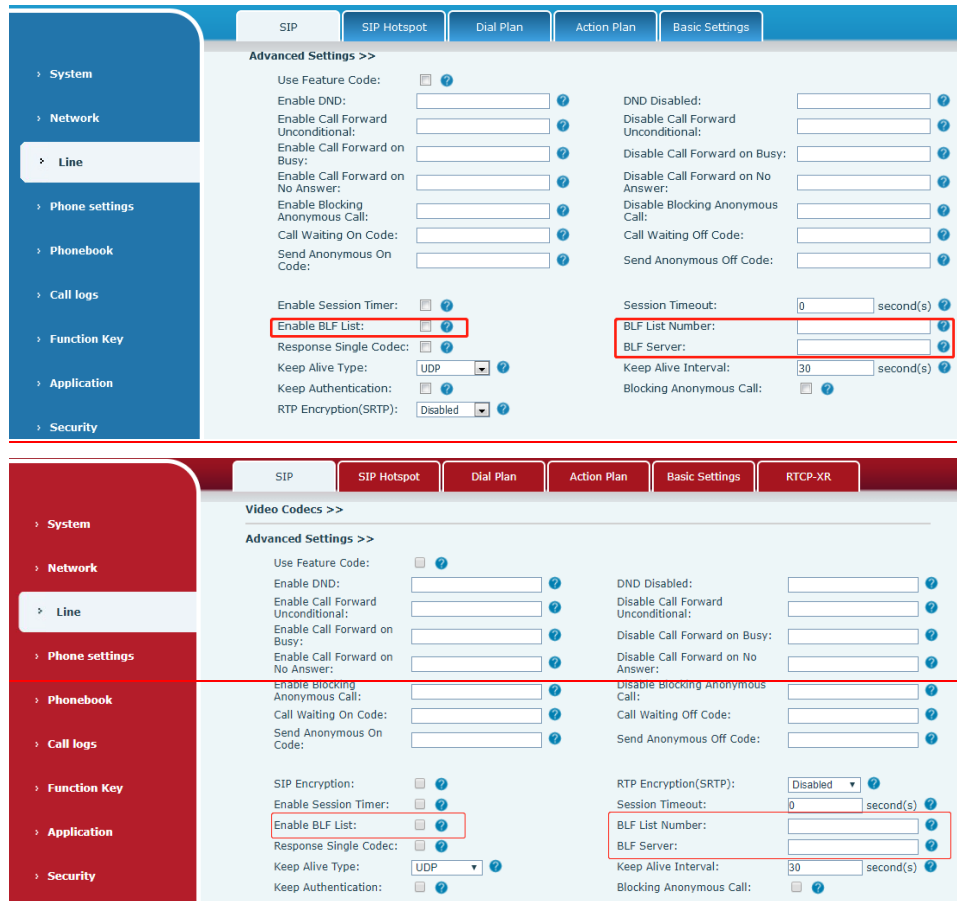 SIP SIP Hotspot Dial Plan Action Plan Basic Settings
› System
› Network
› Line
› Phone settings
› Phonebook
› Call logs
› Function Key
› Application
› Security
Advanced Settings >>
Use Feature Code: ?
Enable DND: ? DND Disabled: ?
Enable Call Forward
Unconditional: ? Disable Call Forward
Unconditional: ?
Enable Call Forward on
Busy: ? Disable Call Forward on Busy: ?
Enable Call Forward on
No Answer: ? Disable Call Forward on No
Answer: ?
Enable Blocking
Anonymous Call: ? Disable Blocking Anonymous
Call: ?
Call Waiting On Code: ? Call Waiting Off Code: ?
Send Anonymous On
Code: ? Send Anonymous Off Code: ?
Enable Session Timer: ? Session Timeout: 0 second(s) ?
Enable BLF List: ? BLF List Number: ?
Response Single Codec: ? BLF Server: ?
Keep Alive Type: UDP ? Keep Alive Interval: 30 second(s) ?
Keep Authentication: ? Blocking Anonymous Call: ?
RTP Encryption(SRTP): Disabled ?
SIP SIP Hotspot Dial Plan Action Plan Basic Settings RTCP-XR
› System
› Network
› Line
› Phone settings
› Phonebook
› Call logs
› Function Key
› Application
› Security
Video Codecs >>
Advanced Settings >>
Use Feature Code: ?
Enable DND: ? DND Disabled: ?
Enable Call Forward
Unconditional: ? Disable Call Forward
Unconditional: ?
Enable Call Forward on
Busy: ? Disable Call Forward on Busy: ?
Enable Call Forward on
No Answer: ? Disable Call Forward on No
Answer: ?
Enable Blocking
Anonymous Call: ? Disable Blocking Anonymous
Call: ?
Call Waiting On Code: ? Call Waiting Off Code: ?
Send Anonymous On
Code: ? Send Anonymous Off Code: ?
SIP Encryption: ? RTP Encryption(SRTP): Disabled ?
Enable Session Timer: ? Session Timeout: 0 second(s) ?
Enable BLF List: ? BLF List Number: ?
Response Single Codec: ? BLF Server: ?
Keep Alive Type: UDP ? Keep Alive Interval: 30 second(s) ?
Keep Authentication: ? Blocking Anonymous Call: ?